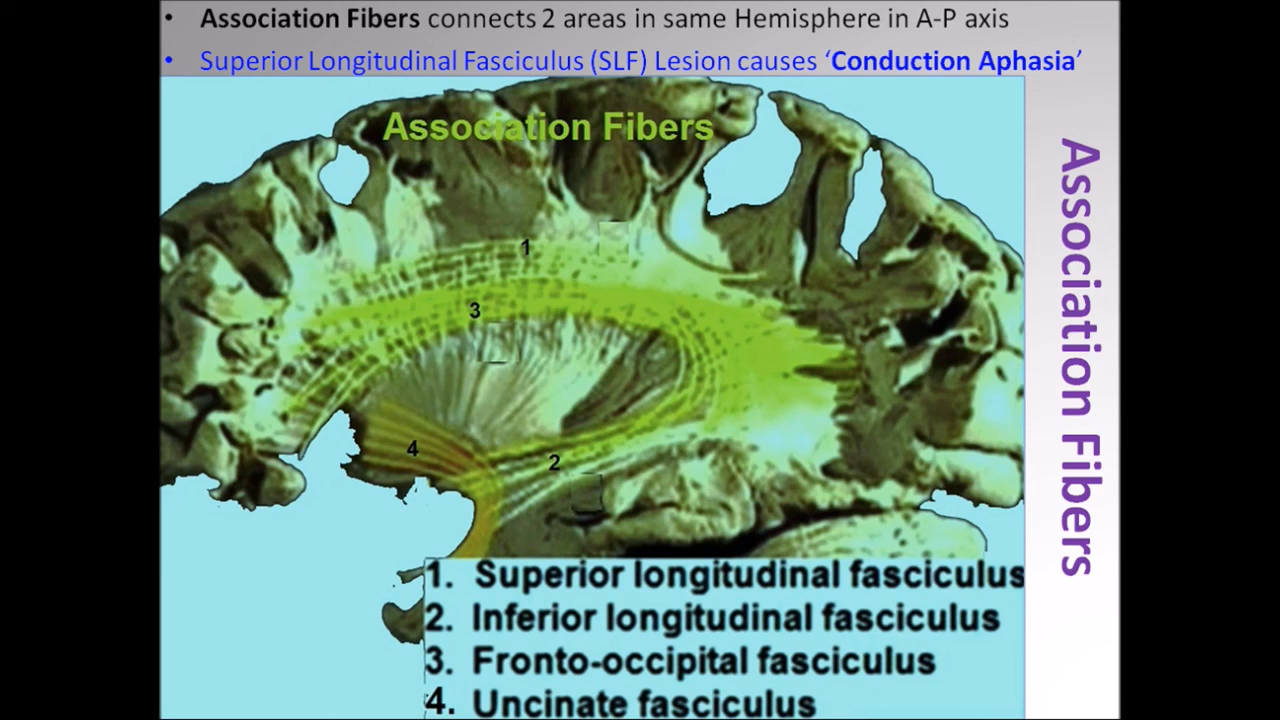 • Association Fibers connects 2 areas in same Hemisphere in A-P axis
• Superior Longitudinal Fasciculus (SLF) Lesion causes ‘Conduction Aphasia’
Association Fibers
Association Fibers
1
3
4
2
1. Superior longitudinal fasciculus
2. Inferior longitudinal fasciculus
3. Fronto-occipital fasciculus
4. Uncinate fasciculus